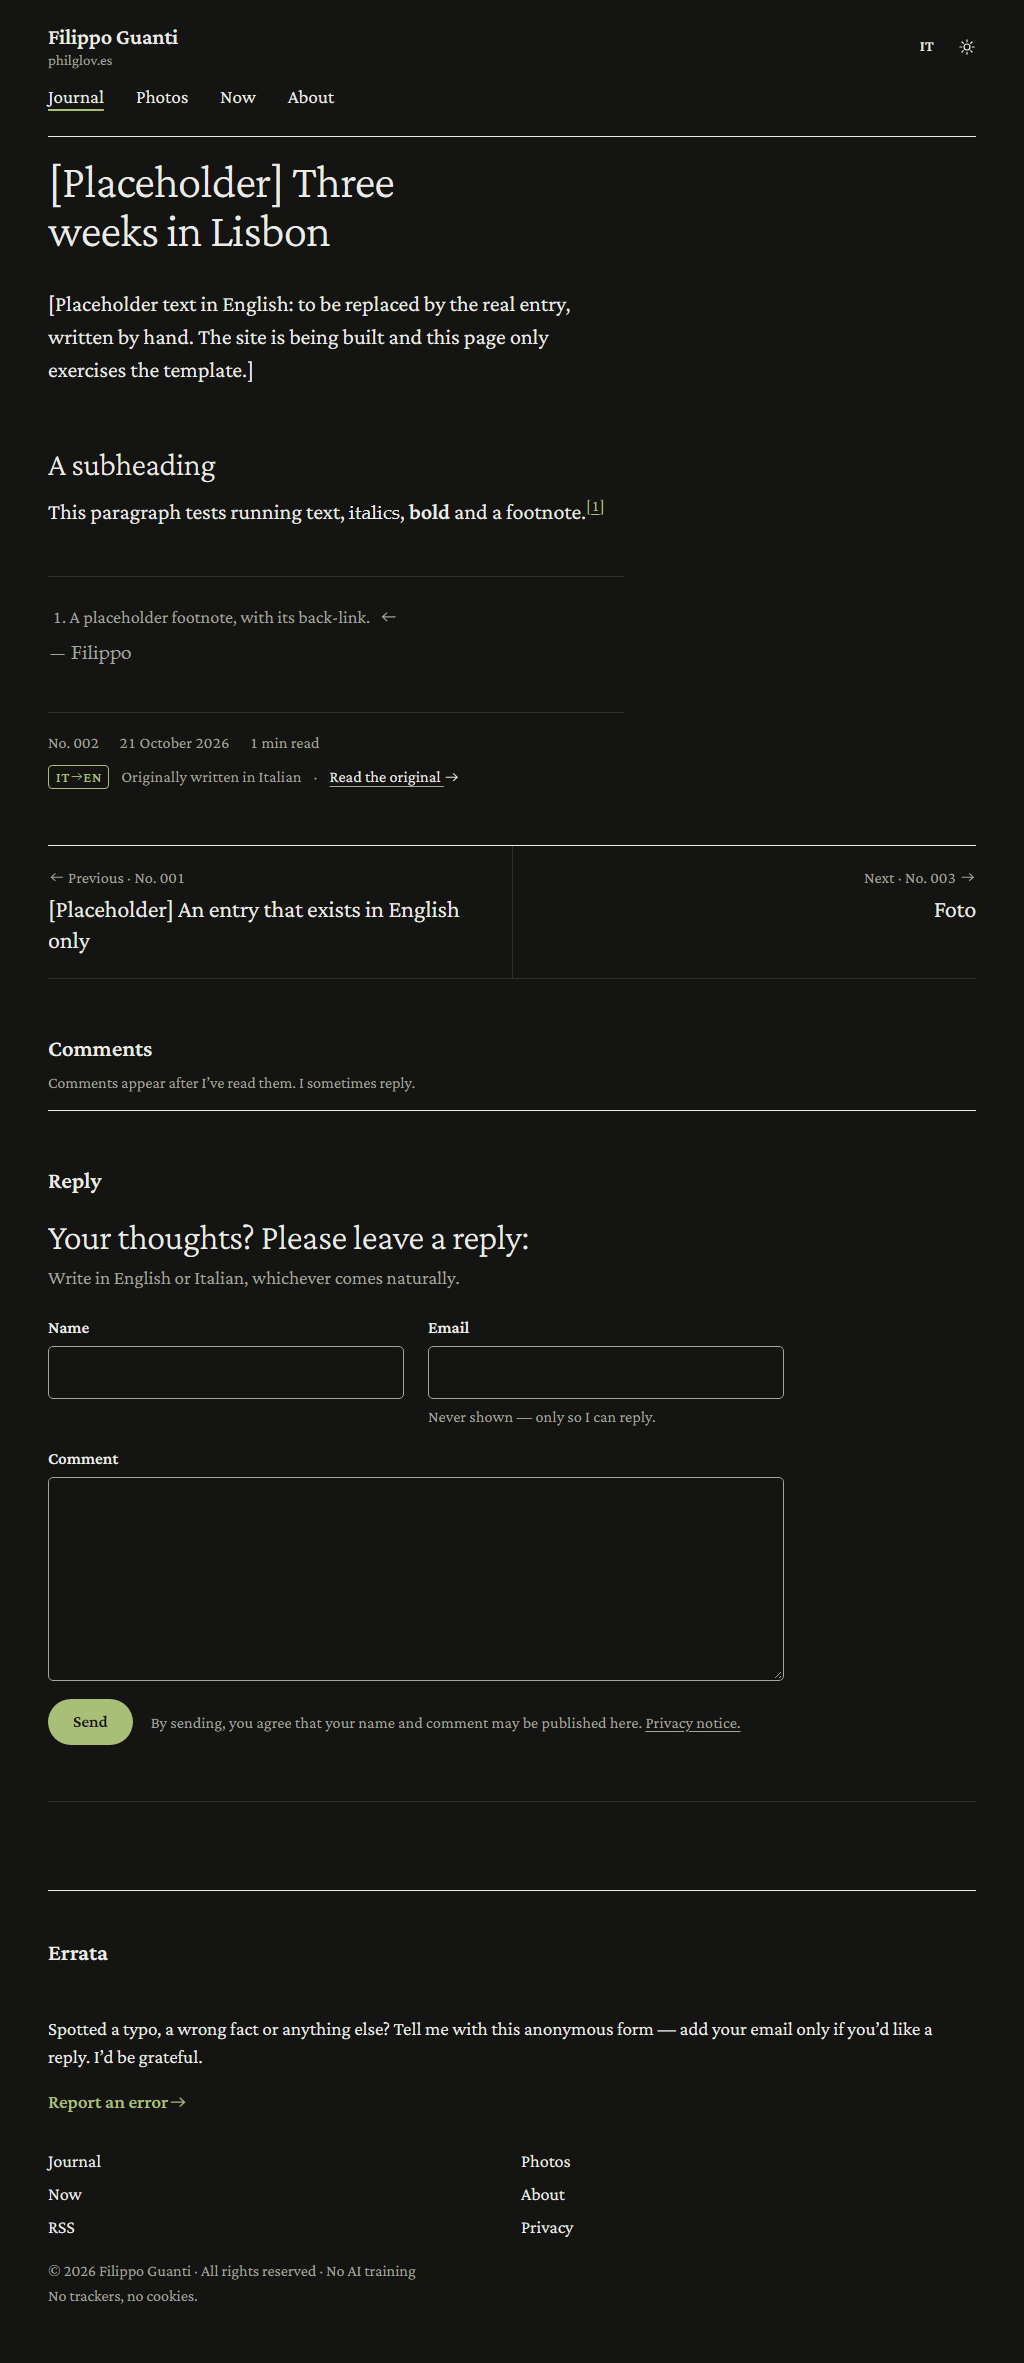 Filippo Guanti
philglov.es
IT
Journal Photos Now About
[Placeholder] Three
weeks in Lisbon
[Placeholder text in English: to be replaced by the real entry,
written by hand. The site is being built and this page only
exercises the template.]
A subheading
This paragraph tests running text, italics, bold and a footnote.[1]
1. A placeholder footnote, with its back-link. ←
— Filippo
No. 002 21 October 2026 1 min read
IT→EN Originally written in Italian · Read the original →
← Previous · No. 001
[Placeholder] An entry that exists in English
only
Next · No. 003 →
Foto
Comments
Comments appear after I’ve read them. I sometimes reply.
Reply
Your thoughts? Please leave a reply:
Write in English or Italian, whichever comes naturally.
Name
Email
Never shown — only so I can reply.
Comment
Send By sending, you agree that your name and comment may be published here. Privacy notice.
Errata
Spotted a typo, a wrong fact or anything else? Tell me with this anonymous form — add your email only if you’d like a
reply. I’d be grateful.
Report an error→
Journal Photos
Now About
RSS Privacy
© 2026 Filippo Guanti · All rights reserved · No AI training
No trackers, no cookies.